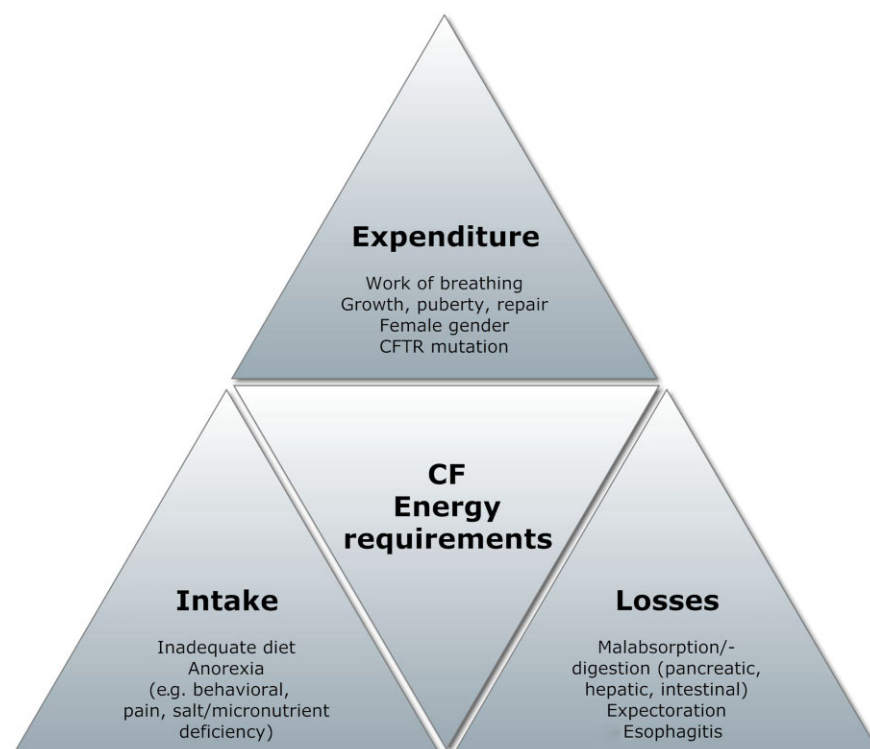 Expenditure
Work of breathing
Growth, puberty, repair
Female gender
CFTR mutation
CF
Energy
requirements
Intake
Inadequate diet
Anorexia
(e.g. behavioral,
pain, salt/micronutrient
deficiency)
Losses
Malabsorption/-
digestion (pancreatic,
hepatic, intestinal)
Expectoration
Esophagitis